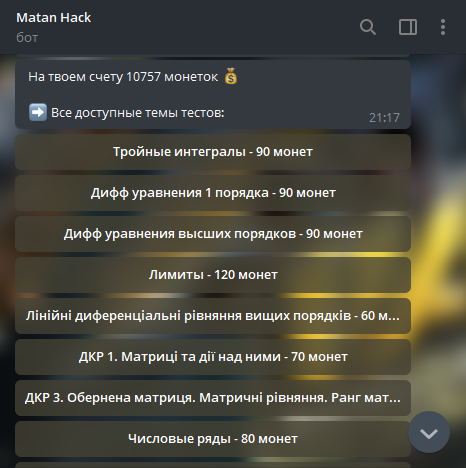 Matan Hack
бот
На твоем счету 10757 монеток 💰
➡️ Все доступные темы тестов:
21:17
Тройные интегралы - 90 монет
Дифф уравнения 1 порядка - 90 монет
Дифф уравнения высших порядков - 90 монет
Лимиты - 120 монет
Лінійні диференціальні рівняння вищих порядків - 60 м...
ДКР 1. Матриці та дії над ними - 70 монет
ДКР 3. Обернена матриця. Матричні рівняння. Ранг мат...
Числовые ряды - 80 монет